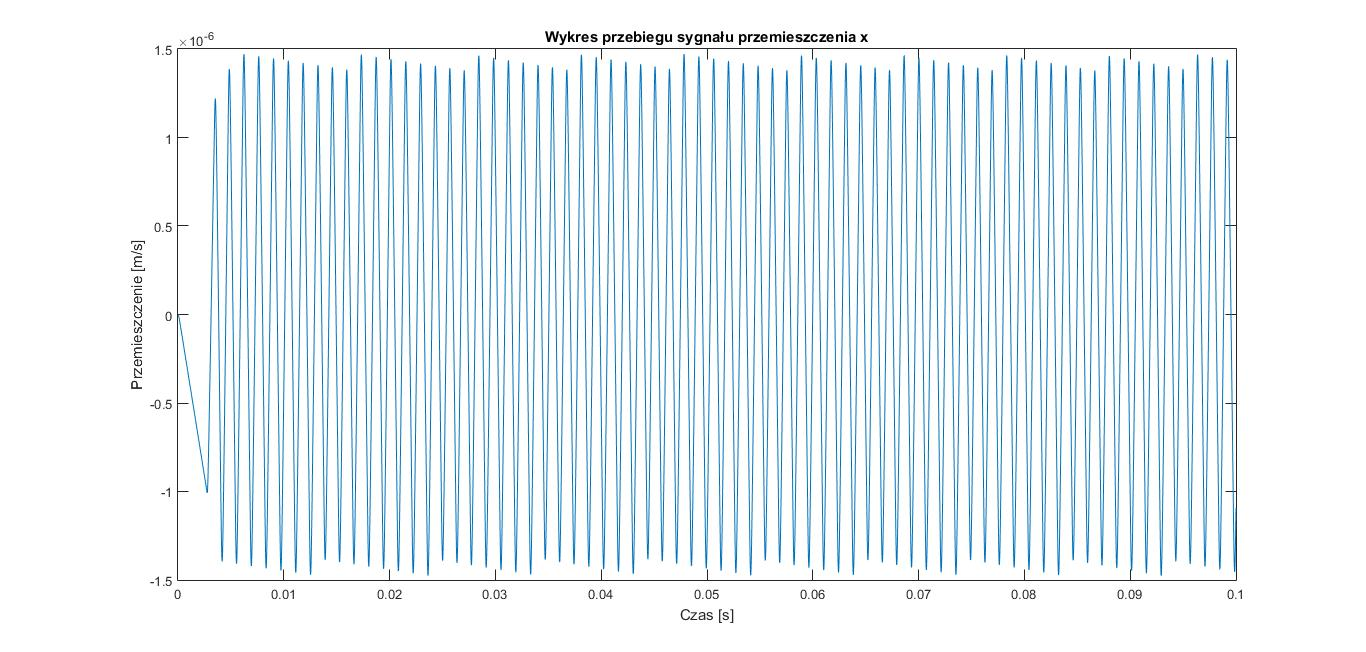 Wykres przebiegu sygnału przemieszczenia x
×10⁻⁶
1.5
1
0.5
0
-0.5
-1
-1.5
Przemieszczenie [m/s]
0 0.01 0.02 0.03 0.04 0.05 0.06 0.07 0.08 0.09 0.1
Czas [s]